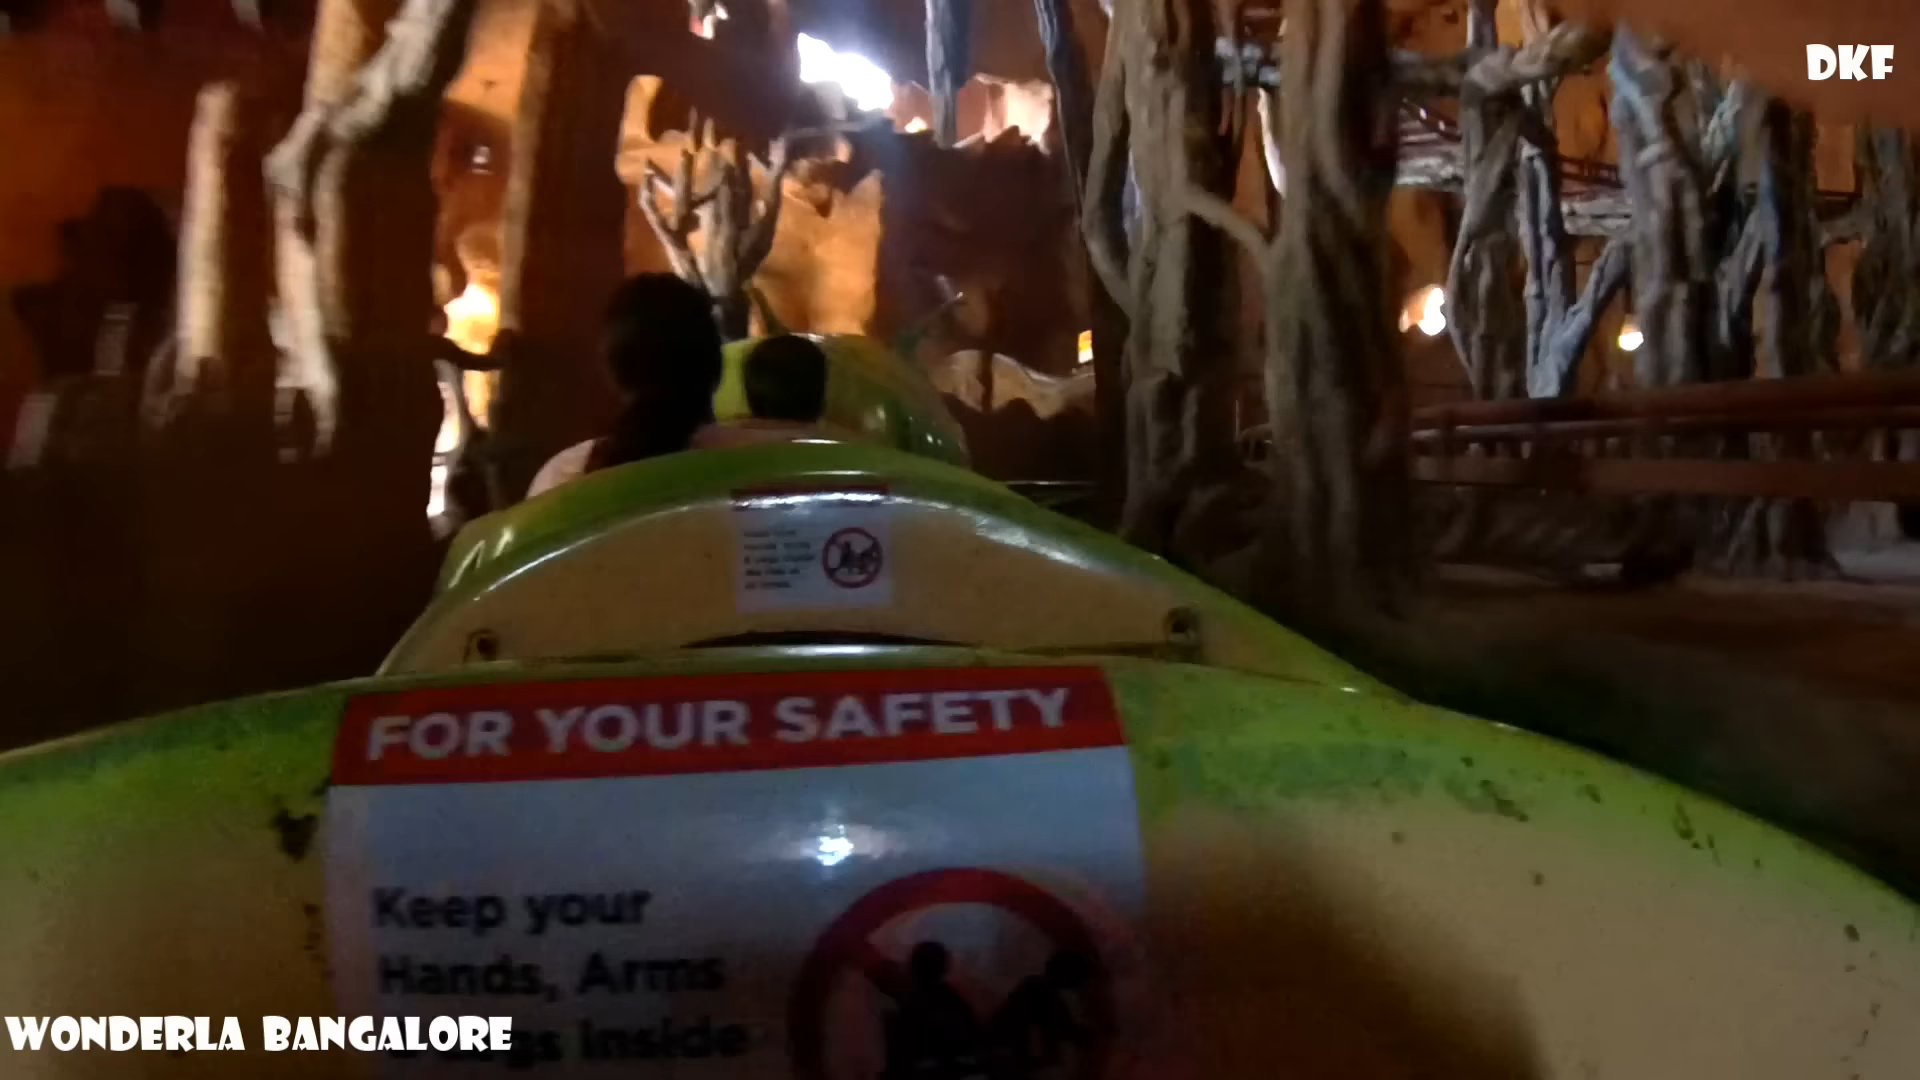 DKF
FOR YOUR SAFETY
Keep your
Hands, Arms
Inside
WONDERLA BANGALORE